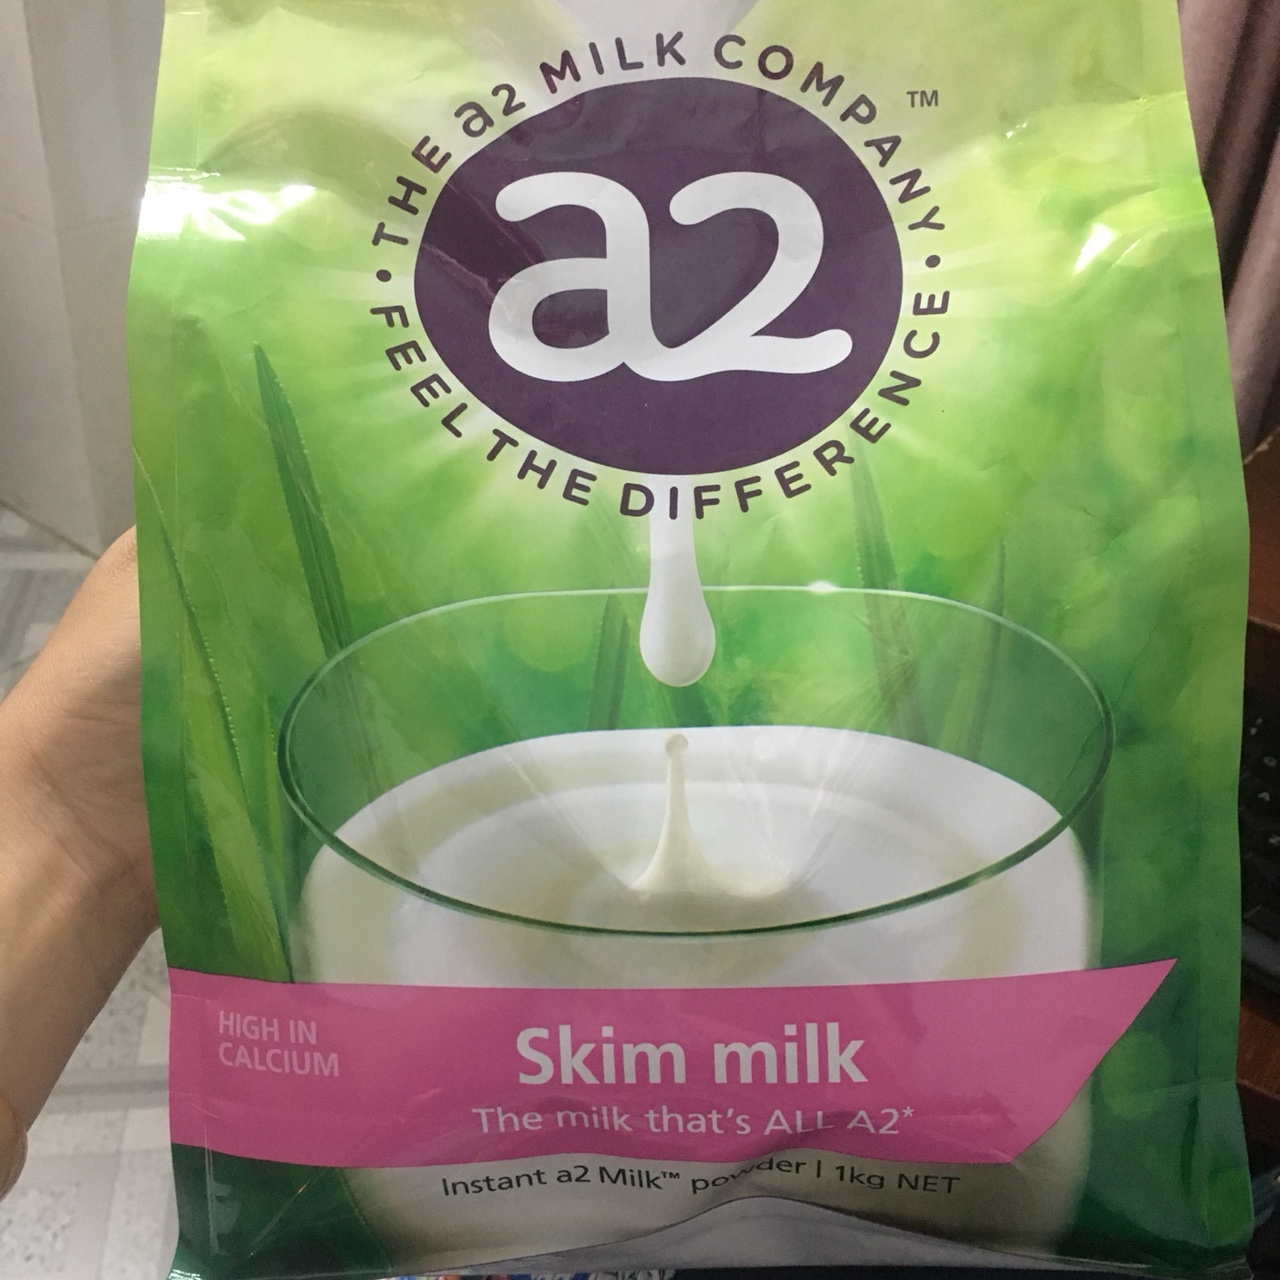 THE a2 MILK COMPANY
TM
a2
FEEL THE DIFFERENCE
HIGH IN
CALCIUM
Skim milk
The milk that's ALL A2*
Instant a2 Milk™ powder | 1kg NET